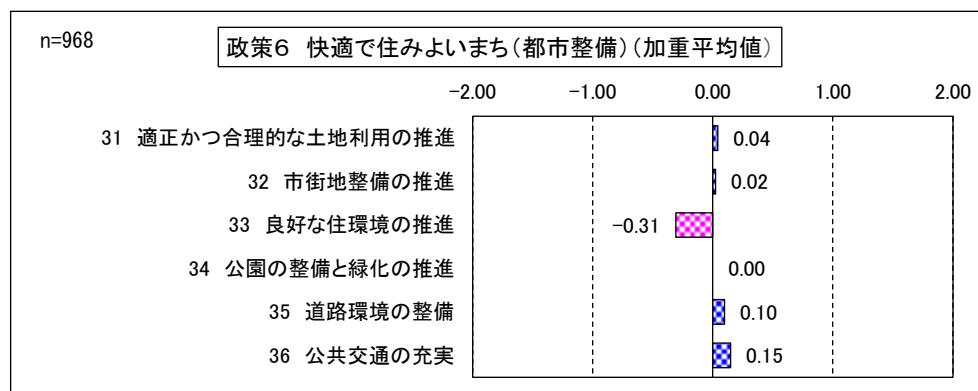 n=968
政策6 快適で住みよいまち(都市整備)(加重平均値)
-2.00 -1.00 0.00 1.00 2.00
31 適正かつ合理的な土地利用の推進 0.04
32 市街地整備の推進 0.02
33 良好な住環境の推進 -0.31
34 公園の整備と緑化の推進 0.00
35 道路環境の整備 0.10
36 公共交通の充実 0.15